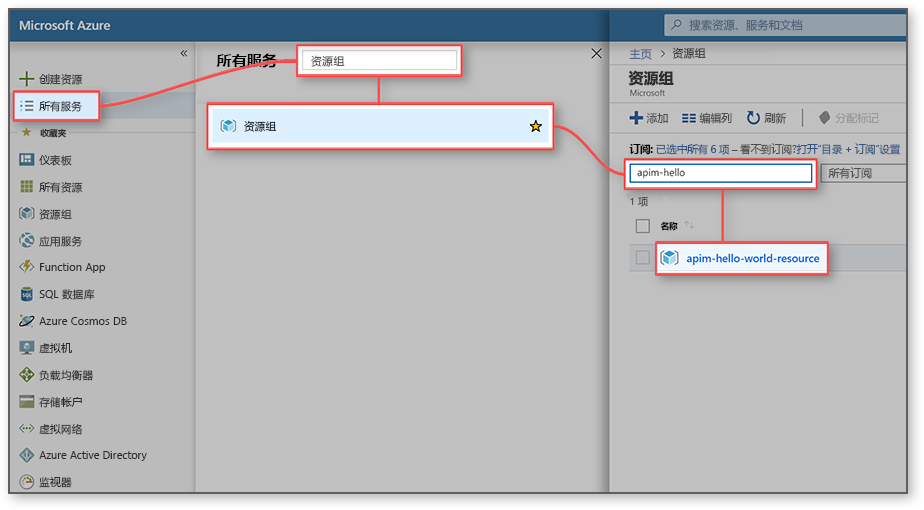 Microsoft Azure
搜索资源、服务和文档
«
创建资源
所有服务
收藏夹
仪表板
所有资源
资源组
应用服务
Function App
SQL 数据库
Azure Cosmos DB
虚拟机
负载均衡器
存储帐户
虚拟网络
Azure Active Directory
监视器
所有服务
资源组
资源组
主页 > 资源组
资源组
Microsoft
添加 编辑列 刷新 分配标记
订阅: 已选中所有 6 项 – 看不到订阅?打开"目录 + 订阅"设置
apim-hello
所有订阅
1 项
名称
apim-hello-world-resource